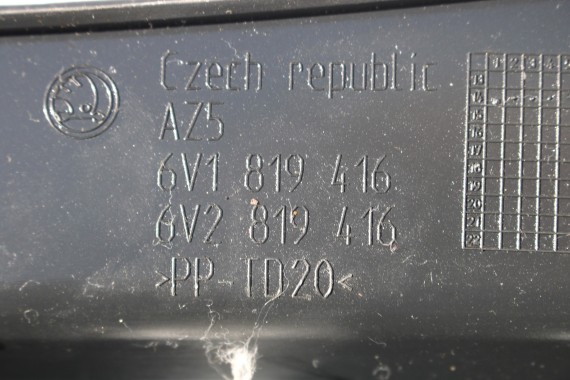 Czech republic
AZ5
6V1 819 416
6V2 819 416
>PP-TD20<